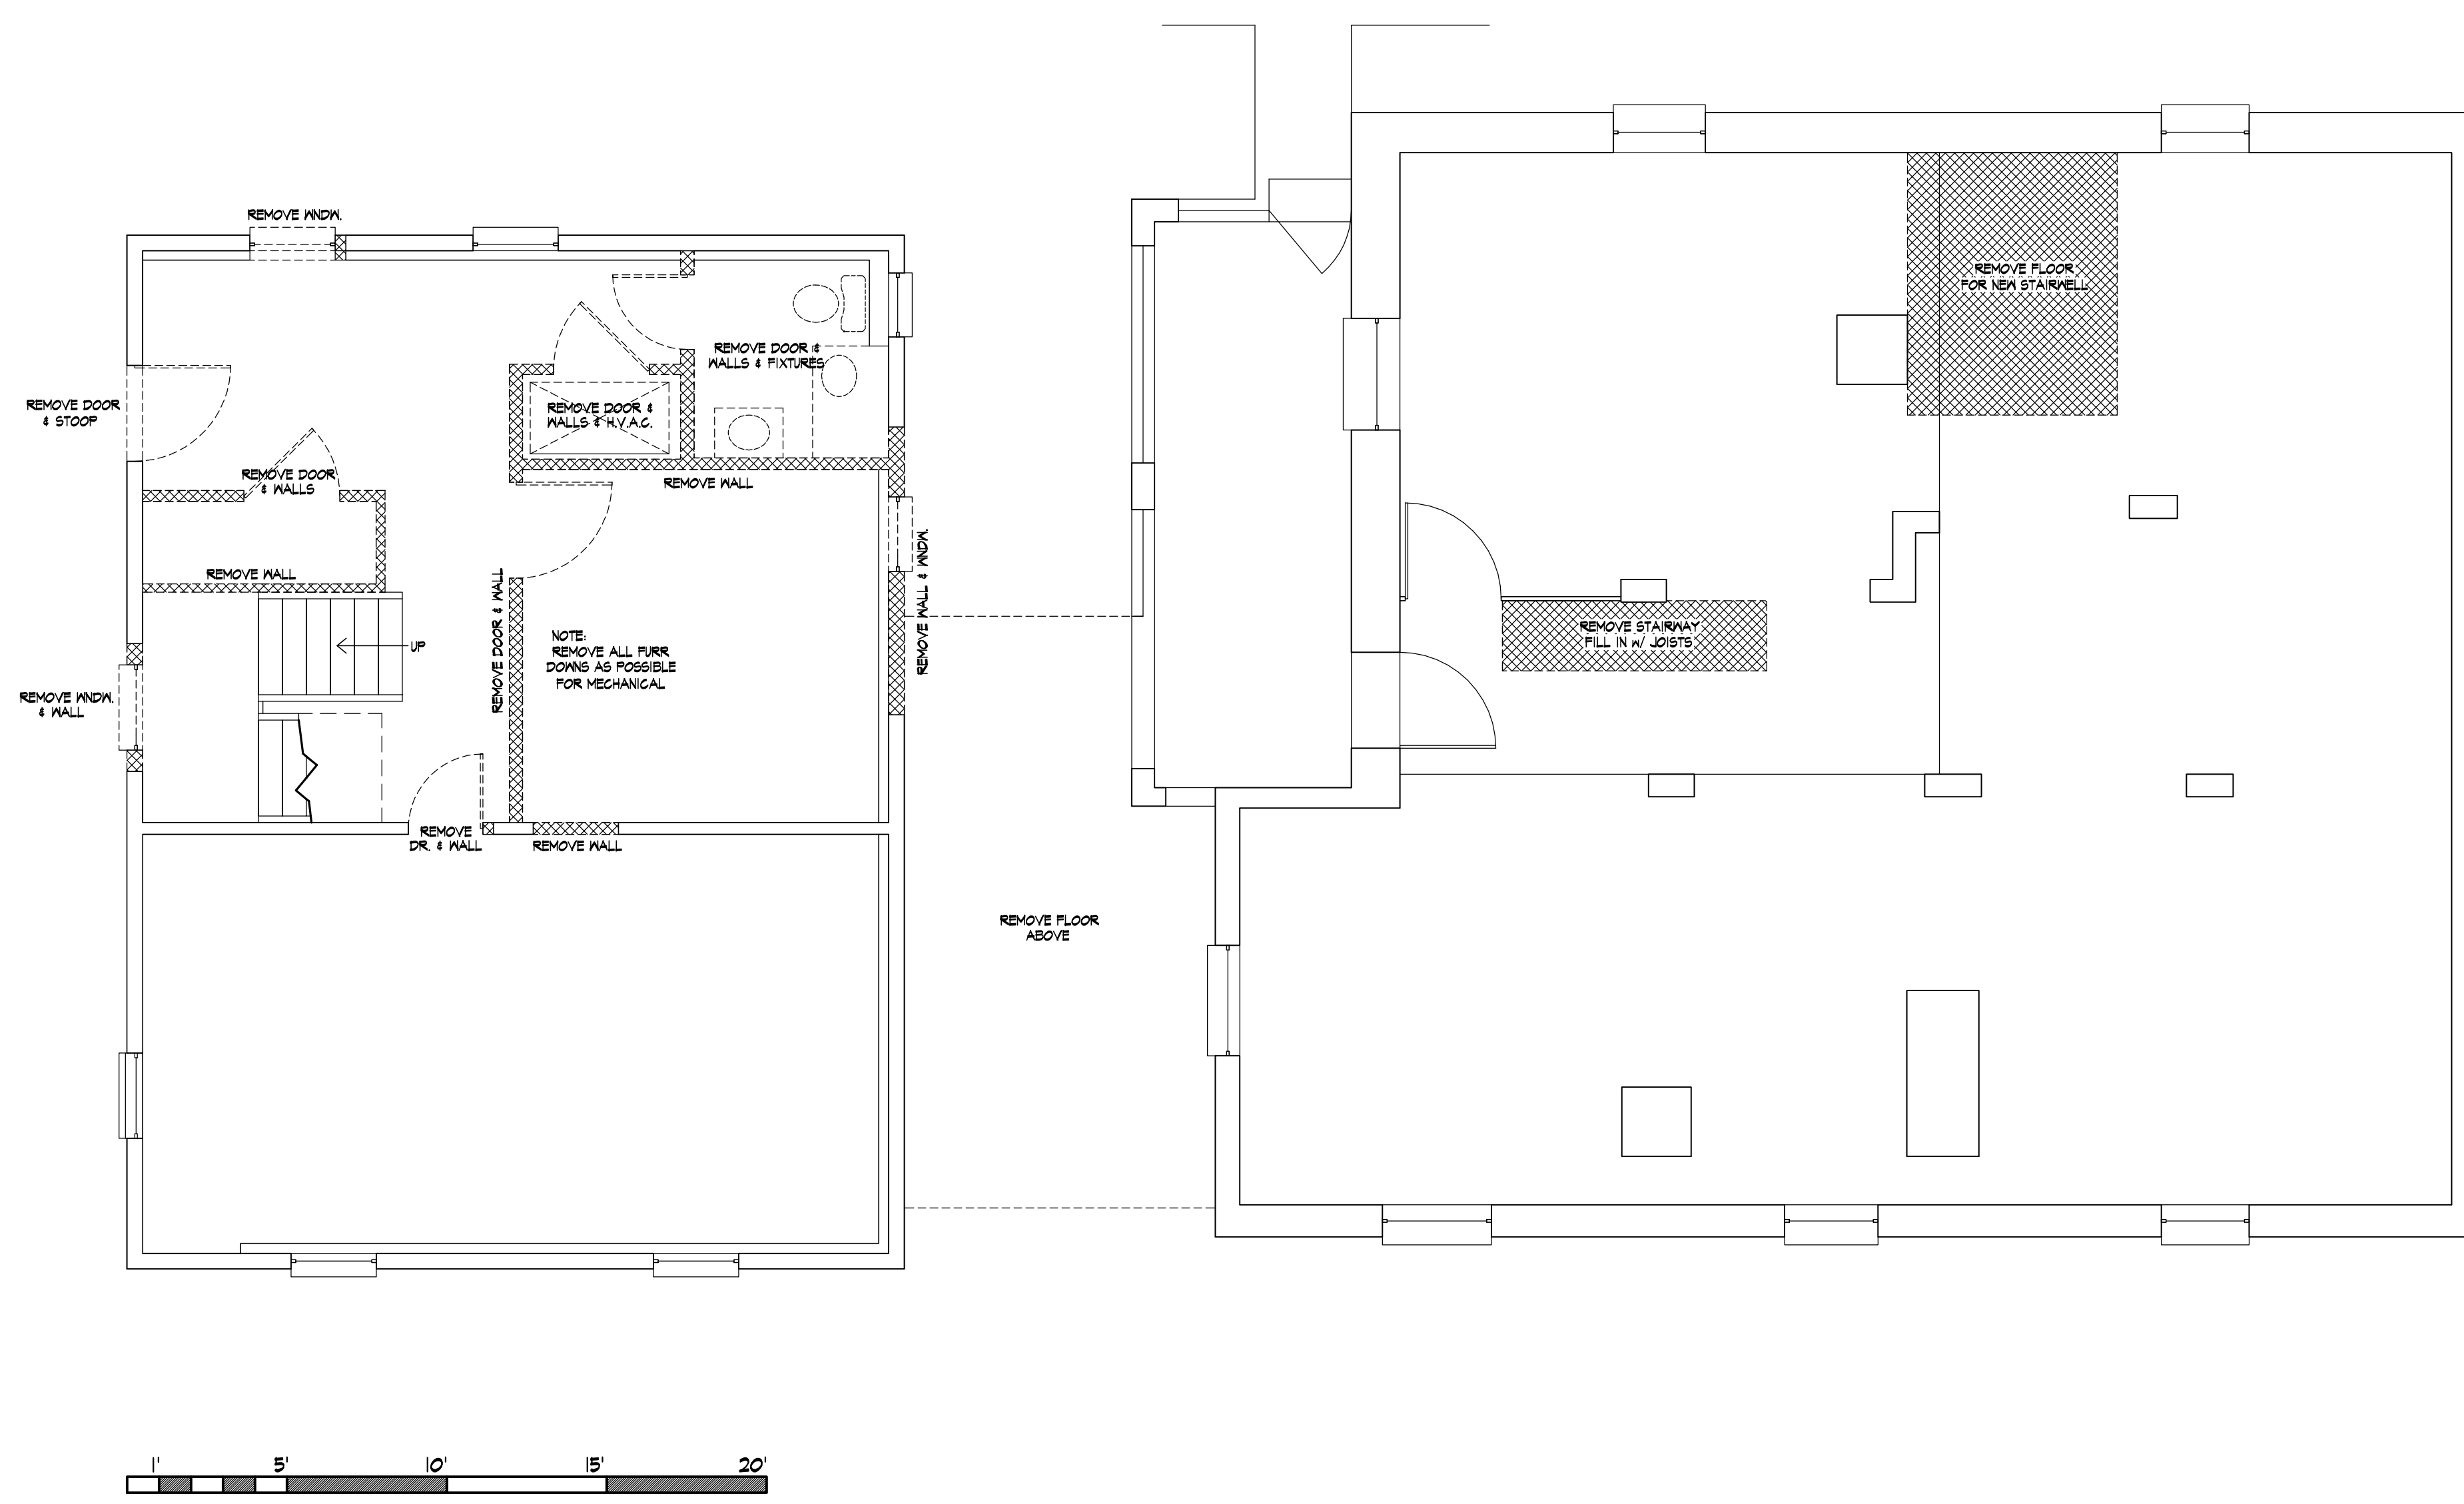 REMOVE WNDW.
REMOVE FLOOR
FOR NEW STAIRWELL
REMOVE DOOR &
WALLS & FIXTURES
REMOVE DOOR
& STOOP
REMOVE DOOR &
WALLS & H.V.A.C.
REMOVE DOOR
& WALLS
REMOVE WALL
REMOVE WALL
REMOVE DOOR & WALL
REMOVE WALL & WNDW.
UP
NOTE:
REMOVE ALL FURR
DOWNS AS POSSIBLE
FOR MECHANICAL
REMOVE STAIRWAY
FILL IN W/ JOISTS
REMOVE WNDW.
& WALL
REMOVE
DR. & WALL
REMOVE WALL
REMOVE FLOOR
ABOVE
1' 5' 10' 15' 20'